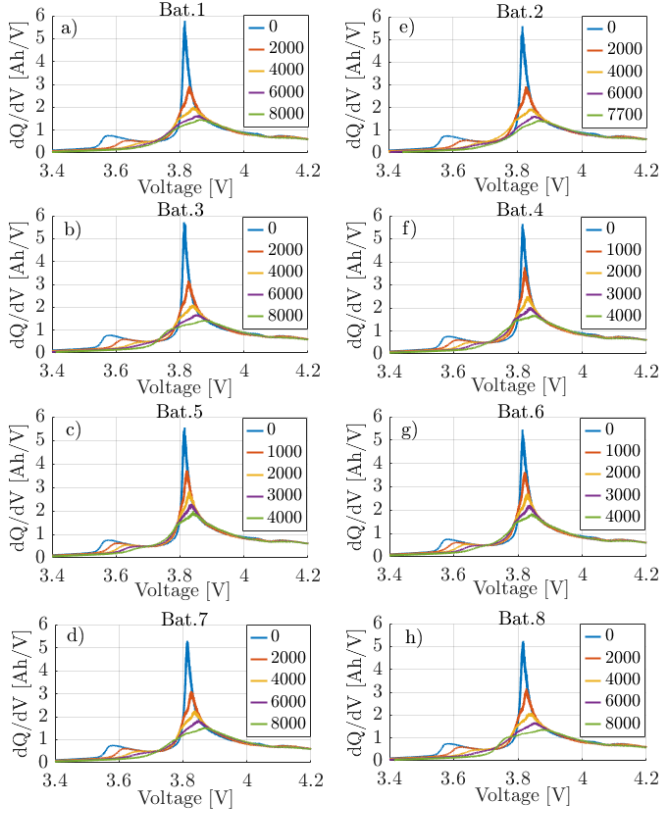 Bat.1
a)
dQ/dV [Ah/V]
6
5
4
3
2
1
0
0
2000
4000
6000
8000
3.4 3.6 3.8 4 4.2
Voltage [V]
Bat.2
e)
dQ/dV [Ah/V]
6
5
4
3
2
1
0
0
2000
4000
6000
7700
3.4 3.6 3.8 4 4.2
Voltage [V]
Bat.3
b)
dQ/dV [Ah/V]
6
5
4
3
2
1
0
0
2000
4000
6000
8000
3.4 3.6 3.8 4 4.2
Voltage [V]
Bat.4
f)
dQ/dV [Ah/V]
6
5
4
3
2
1
0
0
1000
2000
3000
4000
3.4 3.6 3.8 4 4.2
Voltage [V]
Bat.5
c)
dQ/dV [Ah/V]
6
5
4
3
2
1
0
0
1000
2000
3000
4000
3.4 3.6 3.8 4 4.2
Voltage [V]
Bat.6
g)
dQ/dV [Ah/V]
6
5
4
3
2
1
0
0
1000
2000
3000
4000
3.4 3.6 3.8 4 4.2
Voltage [V]
Bat.7
d)
dQ/dV [Ah/V]
6
5
4
3
2
1
0
0
2000
4000
6000
8000
3.4 3.6 3.8 4 4.2
Voltage [V]
Bat.8
h)
dQ/dV [Ah/V]
6
5
4
3
2
1
0
0
2000
4000
6000
8000
3.4 3.6 3.8 4 4.2
Voltage [V]